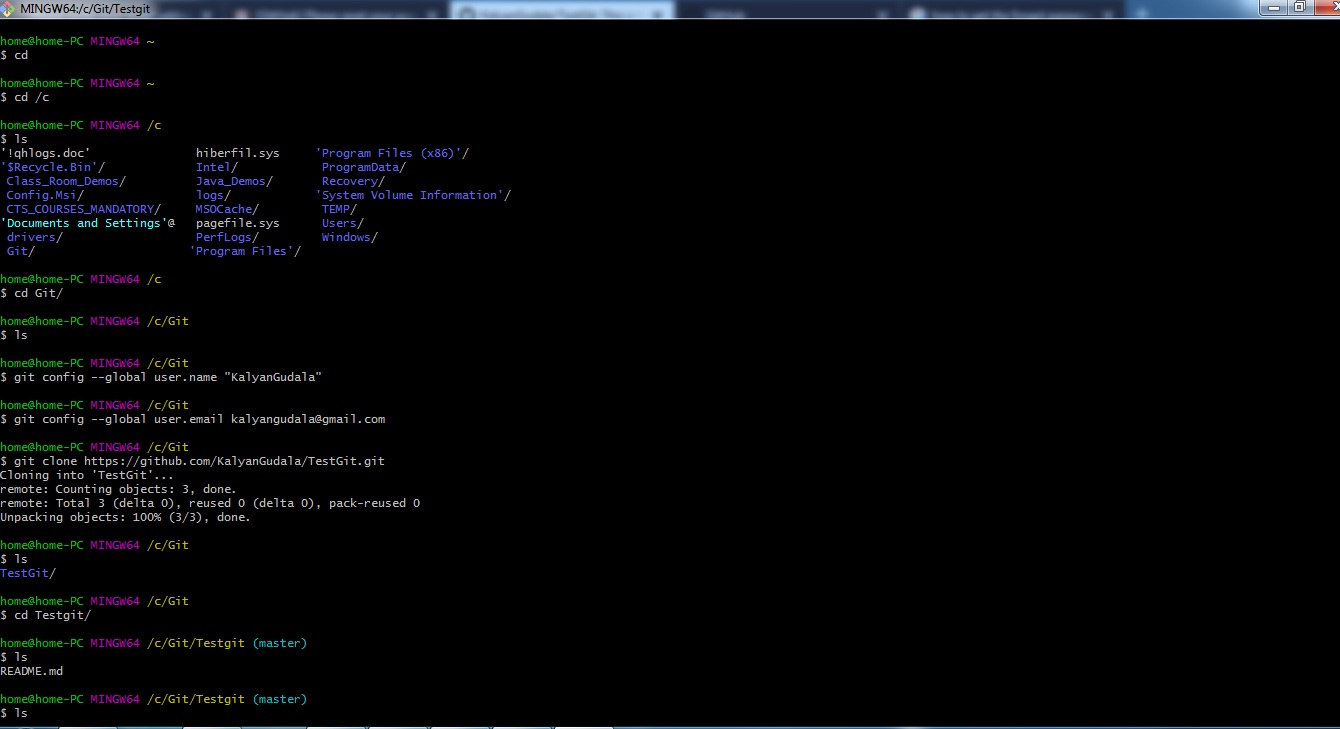 MINGW64:/c/Git/Testgit
home@home-PC MINGW64 ~
$ cd
home@home-PC MINGW64 ~
$ cd /c
home@home-PC MINGW64 /c
$ ls
'!qhlogs.doc' hiberfil.sys 'Program Files (x86)'/
'$Recycle.Bin'/ Intel/ ProgramData/
Class_Room_Demos/ Java_Demos/ Recovery/
Config.Msi/ logs/ 'System Volume Information'/
CTS_COURSES_MANDATORY/ MSOCache/ TEMP/
'Documents and Settings'@ pagefile.sys Users/
drivers/ PerfLogs/ Windows/
Git/ 'Program Files'/
home@home-PC MINGW64 /c
$ cd Git/
home@home-PC MINGW64 /c/Git
$ ls
home@home-PC MINGW64 /c/Git
$ git config --global user.name "KalyanGudala"
home@home-PC MINGW64 /c/Git
$ git config --global user.email kalyangudala@gmail.com
home@home-PC MINGW64 /c/Git
$ git clone https://github.com/KalyanGudala/TestGit.git
Cloning into 'TestGit'...
remote: Counting objects: 3, done.
remote: Total 3 (delta 0), reused 0 (delta 0), pack-reused 0
Unpacking objects: 100% (3/3), done.
home@home-PC MINGW64 /c/Git
$ ls
TestGit/
home@home-PC MINGW64 /c/Git
$ cd Testgit/
home@home-PC MINGW64 /c/Git/Testgit (master)
$ ls
README.md
home@home-PC MINGW64 /c/Git/Testgit (master)
$ ls